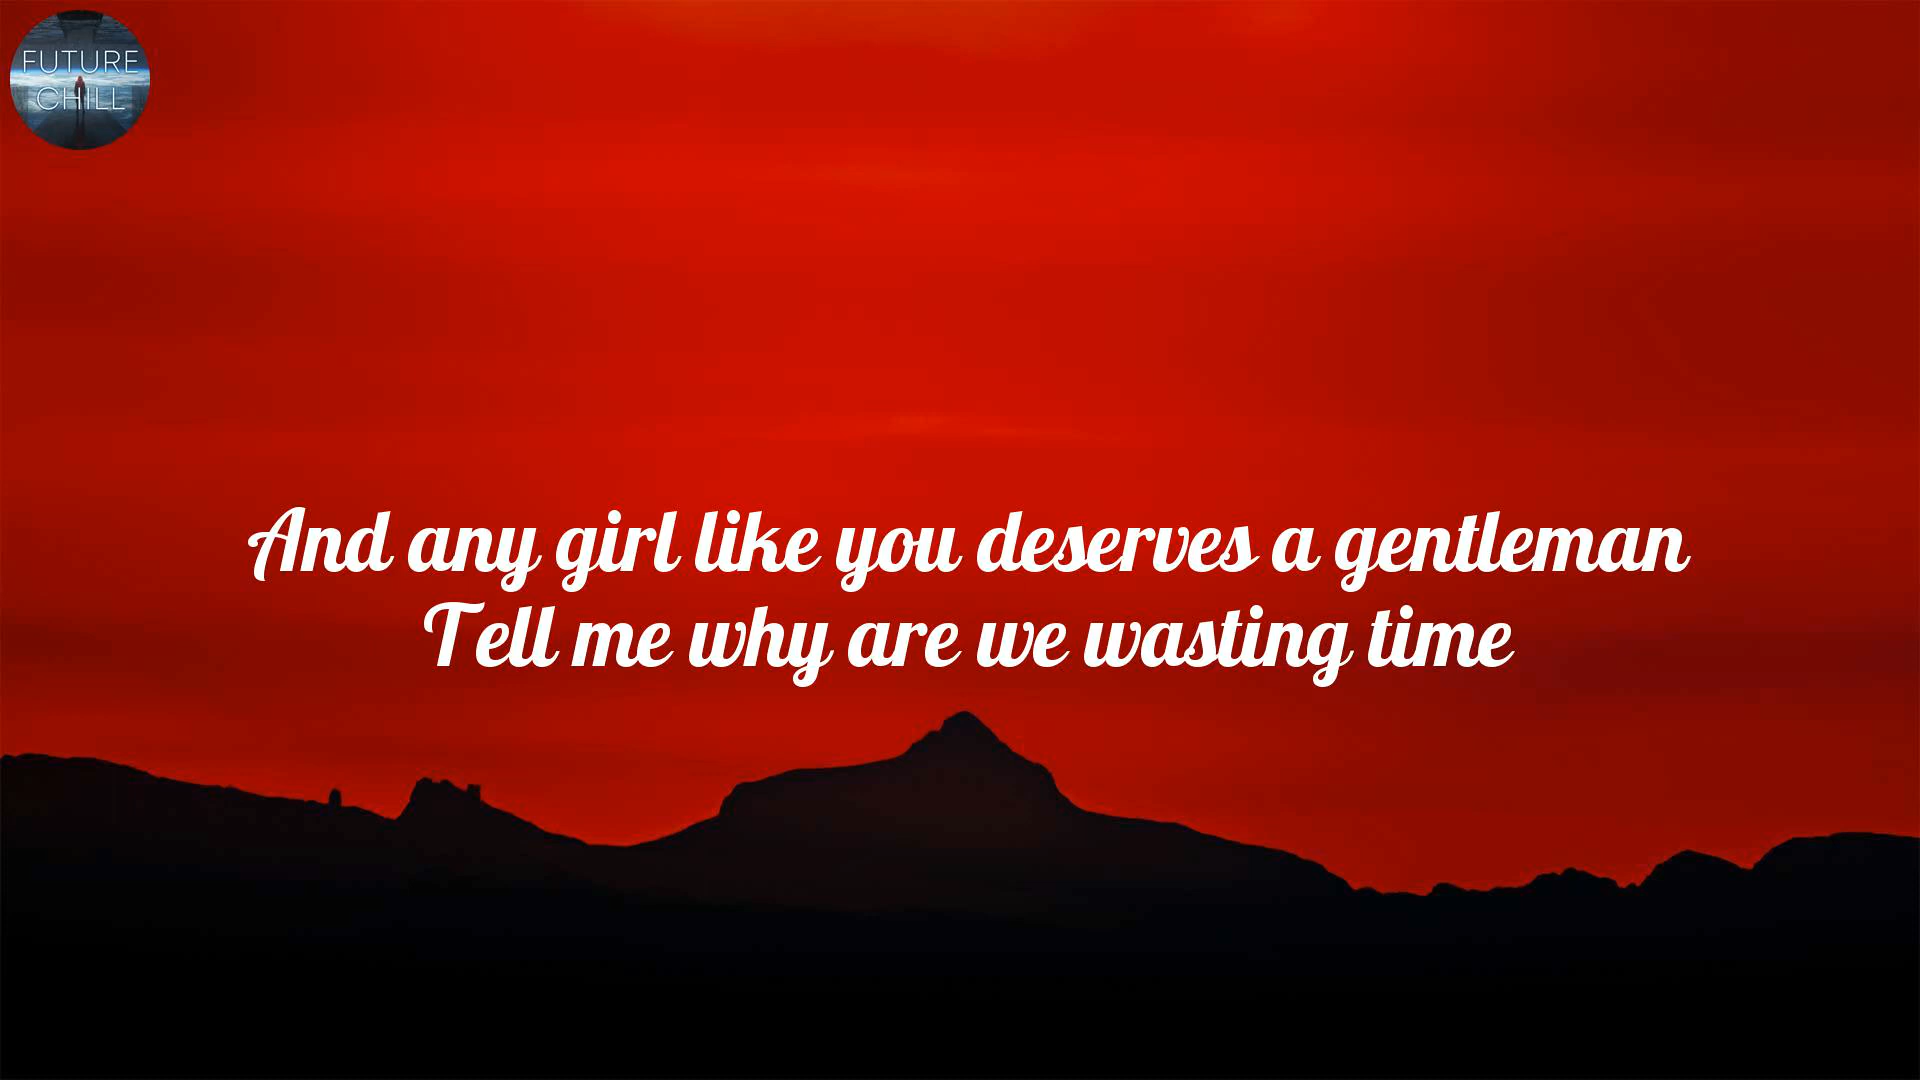 FUTURE
CHILL
And any girl like you deserves a gentleman
Tell me why are we wasting time